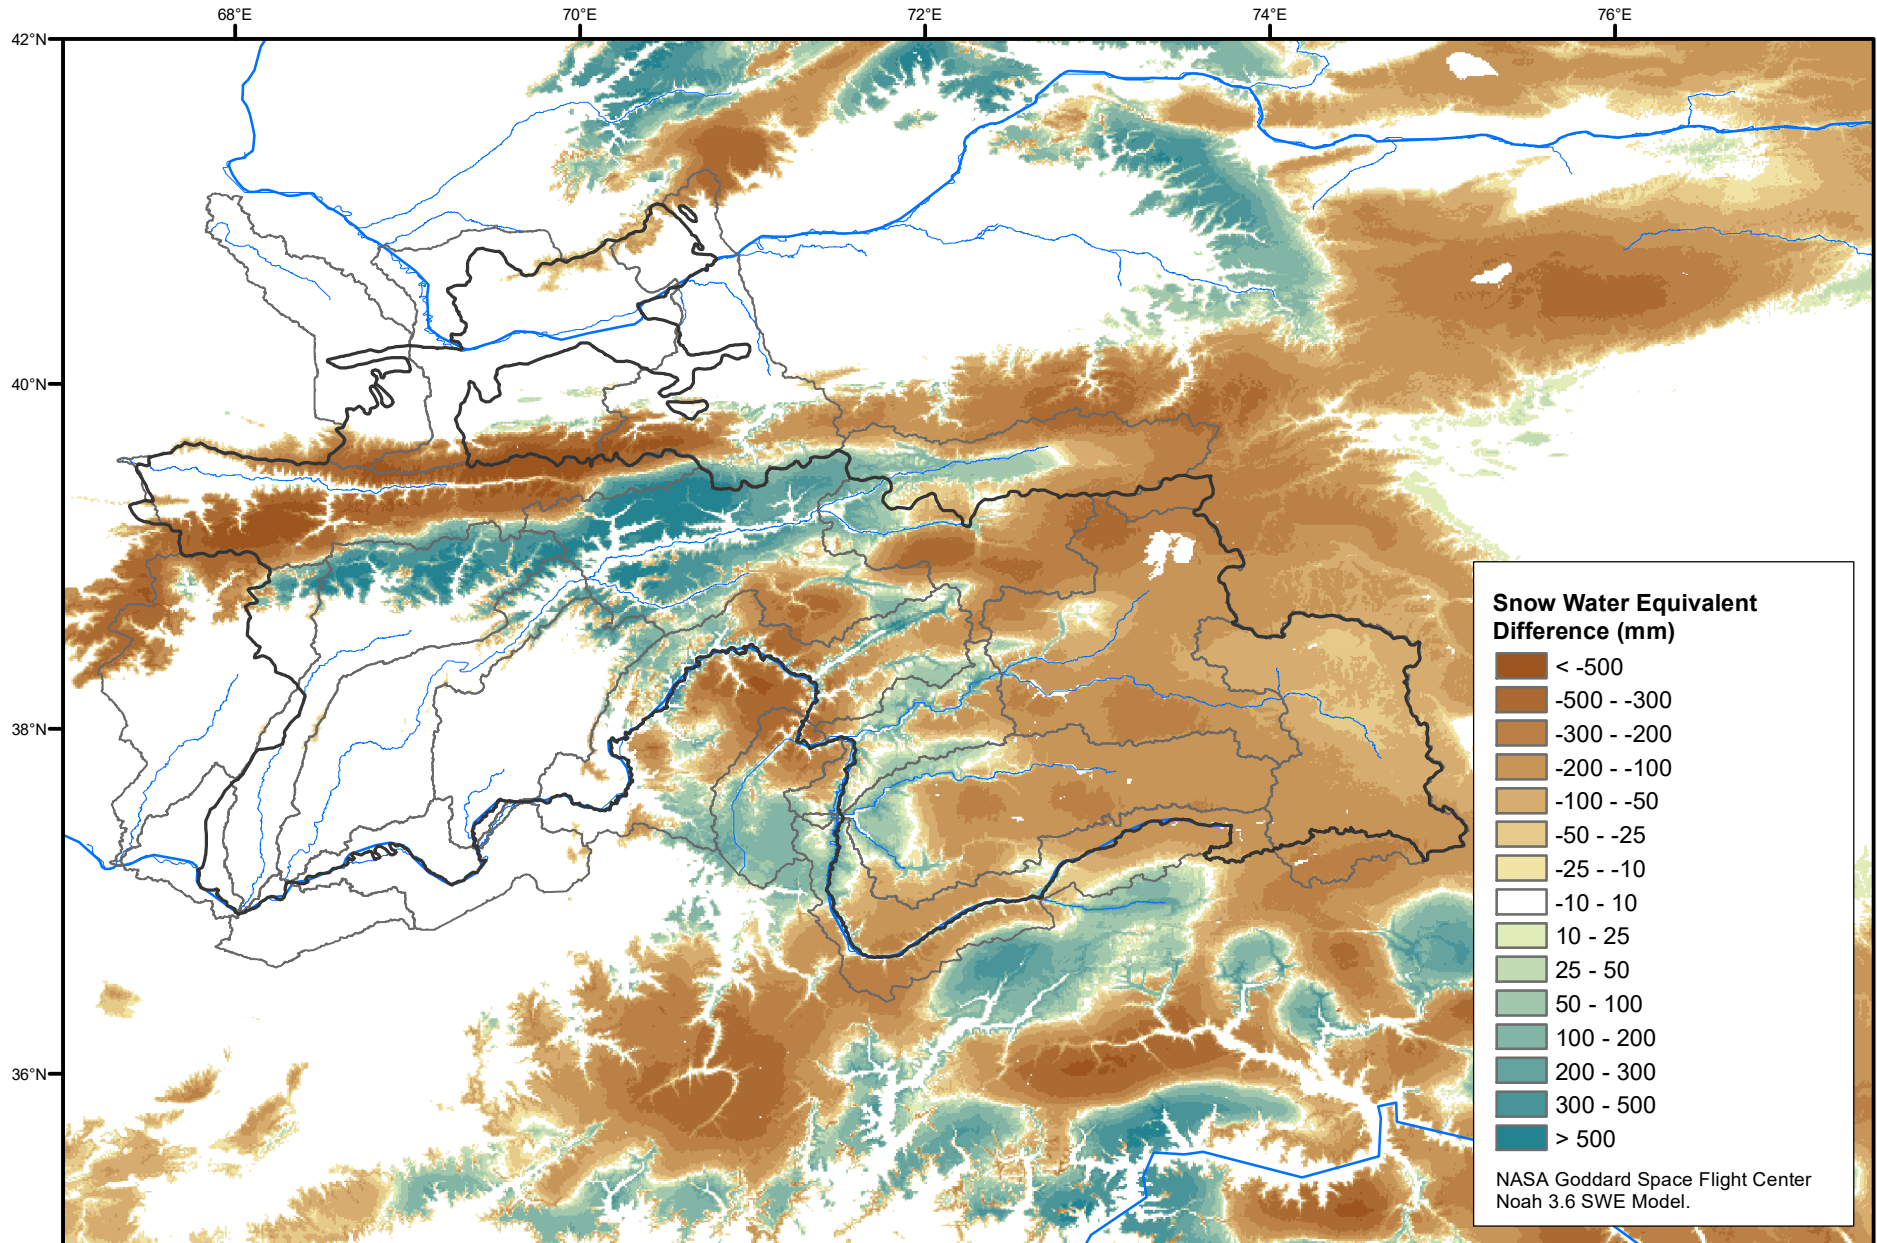 68°E
70°E
72°E
74°E
76°E
42°N
40°N
38°N
36°N
Snow Water Equivalent
Difference (mm)
< -500
-500 - -300
-300 - -200
-200 - -100
-100 - -50
-50 - -25
-25 - -10
-10 - 10
10 - 25
25 - 50
50 - 100
100 - 200
200 - 300
300 - 500
> 500
NASA Goddard Space Flight Center
Noah 3.6 SWE Model.